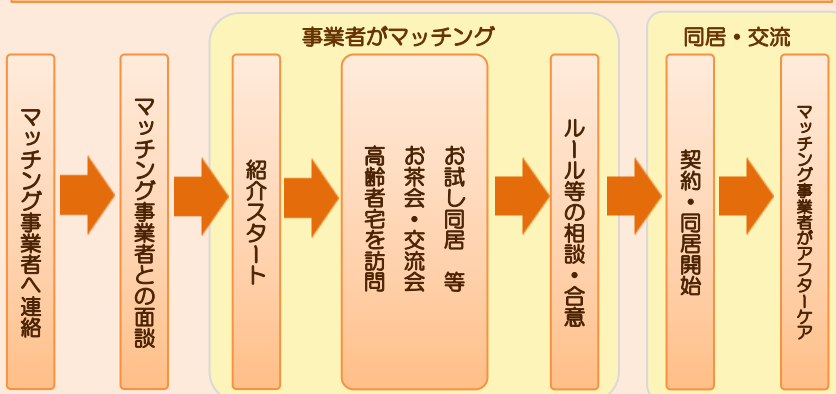 事業者がマッチング
同居・交流
マッチング事業者へ連絡
マッチング事業者との面談
紹介スタート
お試し同居　等
お茶会・交流会
高齢者宅を訪問
ルール等の相談・合意
契約・同居開始
マッチング事業者がアフターケア